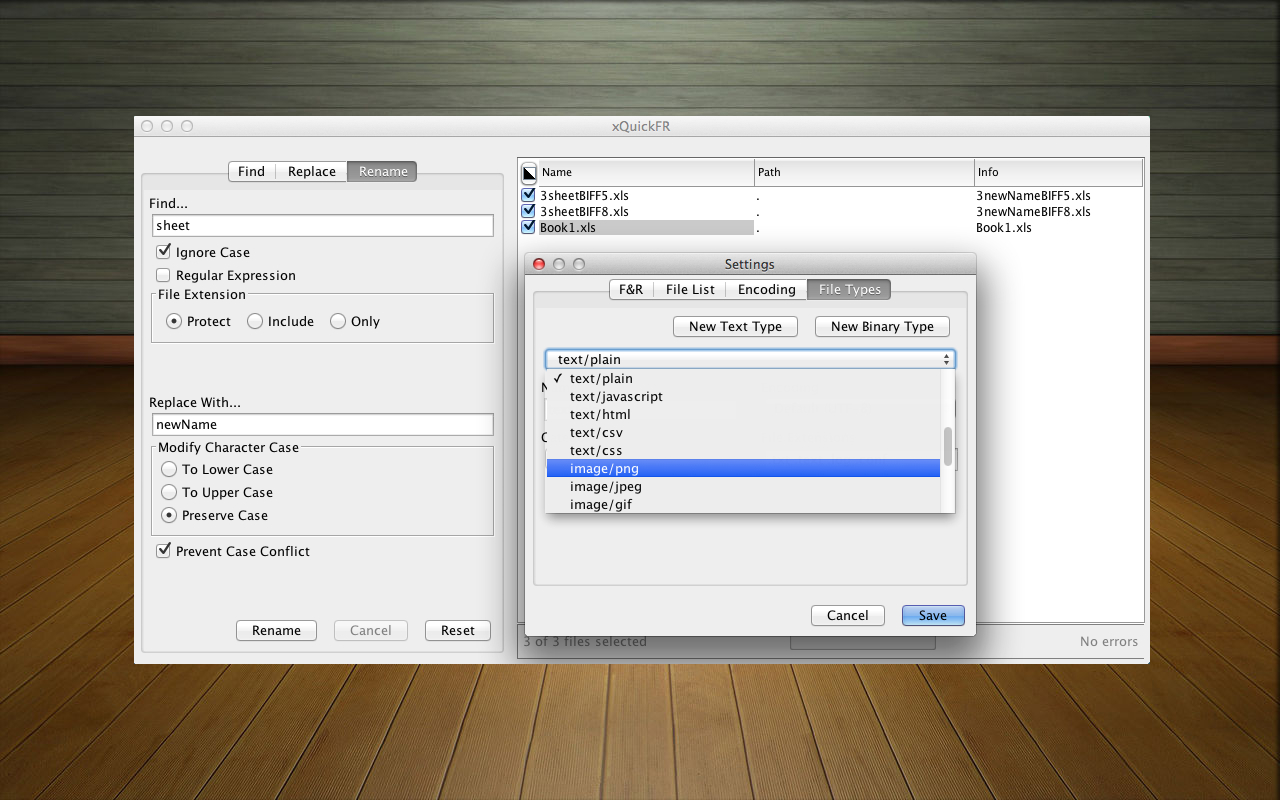 xQuickFR
Find Replace Rename
Find...
sheet
Ignore Case
Regular Expression
File Extension
Protect Include Only
Replace With...
newName
Modify Character Case
To Lower Case
To Upper Case
Preserve Case
Prevent Case Conflict
Rename Cancel Reset
Name Path Info
3sheetBIFF5.xls . 3newNameBIFF5.xls
3sheetBIFF8.xls . 3newNameBIFF8.xls
Book1.xls . Book1.xls
Settings
F&R File List Encoding File Types
New Text Type New Binary Type
text/plain
text/plain
text/javascript
text/html
text/csv
text/css
image/png
image/jpeg
image/gif
Cancel Save
3 of 3 files selected No errors